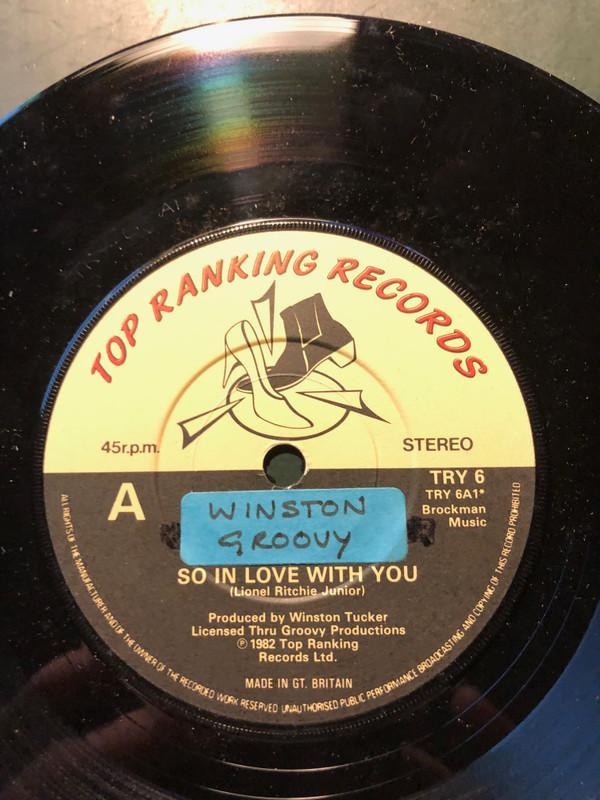 TOP RANKING RECORDS
45r.p.m.
STEREO
A
TRY 6
TRY 6A1*
Brockman
Music
WINSTON
GROOVY
SO IN LOVE WITH YOU
(Lionel Ritchie Junior)
Produced by Winston Tucker
Licensed Thru Groovy Productions
℗ 1982 Top Ranking
Records Ltd.
MADE IN GT. BRITAIN
ALL RIGHTS OF THE MANUFACTURER AND OF THE OWNER OF THE RECORDED WORK RESERVED UNAUTHORISED PUBLIC PERFORMANCE BROADCASTING AND COPYING OF THIS RECORD PROHIBITED